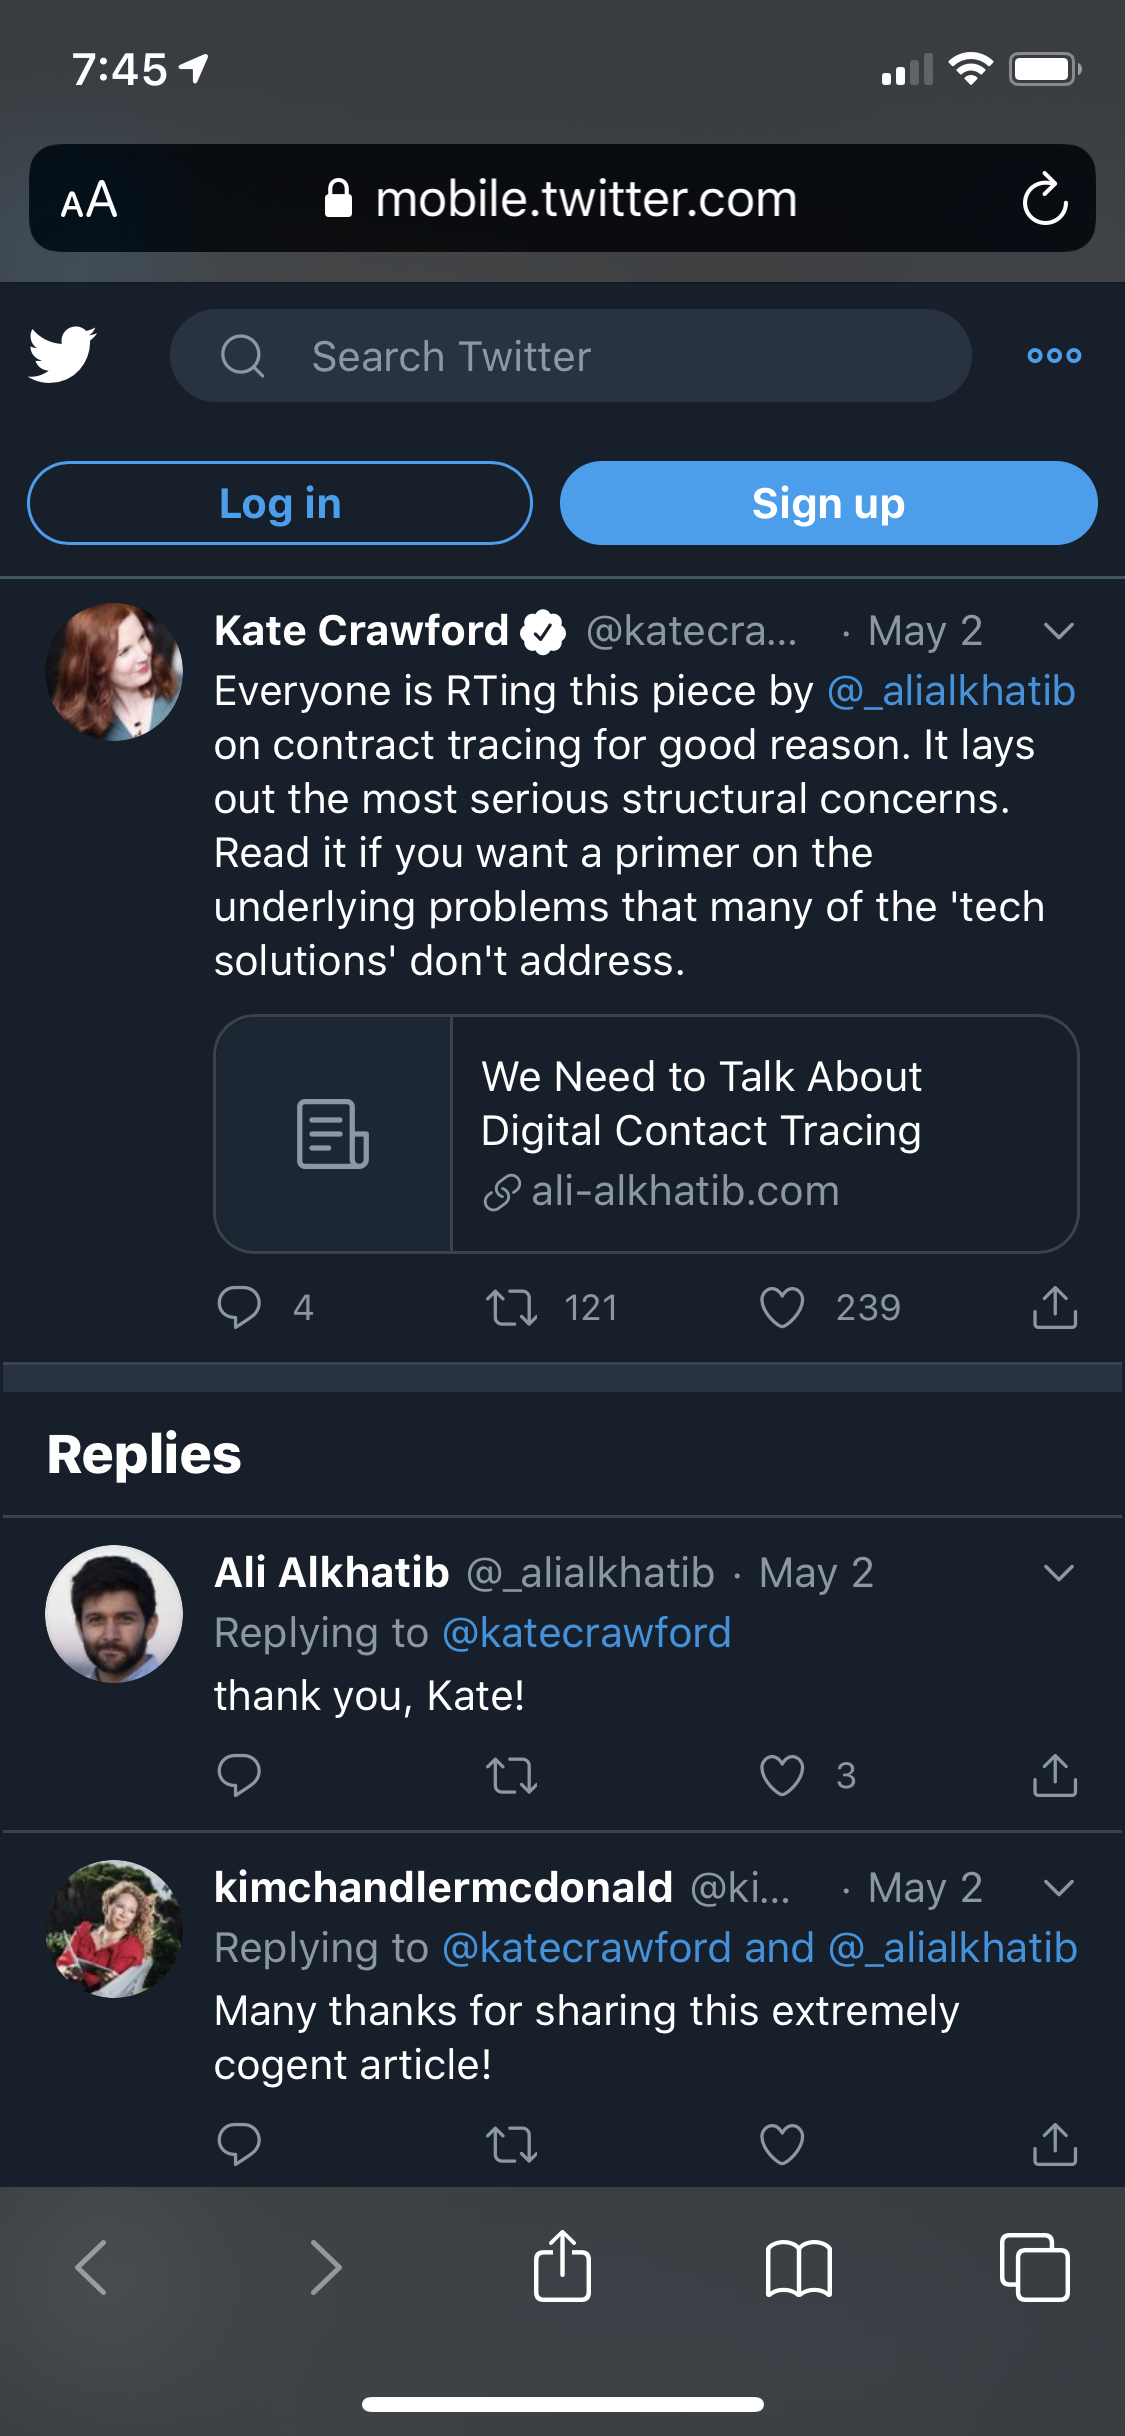 7:45
AA mobile.twitter.com
Search Twitter
Log in
Sign up
Kate Crawford @katecra... · May 2
Everyone is RTing this piece by @_alialkhatib
on contract tracing for good reason. It lays
out the most serious structural concerns.
Read it if you want a primer on the
underlying problems that many of the 'tech
solutions' don't address.
We Need to Talk About
Digital Contact Tracing
ali-alkhatib.com
4 121 239
Replies
Ali Alkhatib @_alialkhatib · May 2
Replying to @katecrawford
thank you, Kate!
3
kimchandlermcdonald @ki... · May 2
Replying to @katecrawford and @_alialkhatib
Many thanks for sharing this extremely
cogent article!